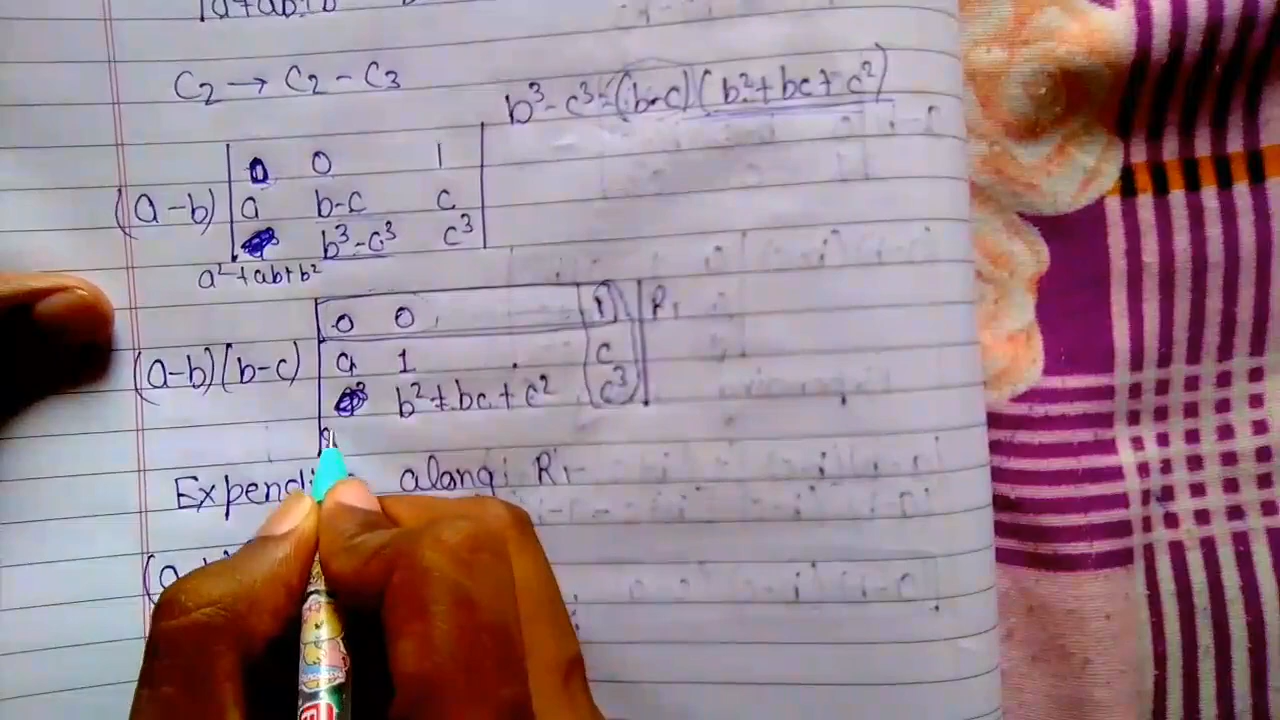 C2 → C2 - C3
b³ - c³ = (b-c)(b² + bc + c²)
0 0 1
(a-b) a b-c c
b³-c³ c³
a² + ab + b²
0 0 1 R1
(a-b)(b-c) a 1 c
b² + bc + c² c³
along R1